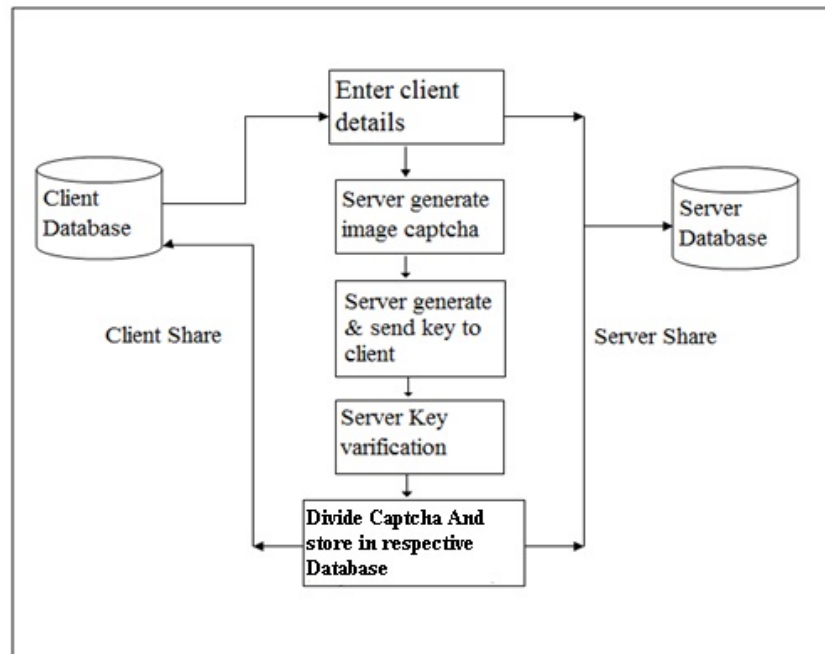 Enter client
details
Client
Database
Server generate
image captcha
Server
Database
Server generate
& send key to
client
Client Share
Server Share
Server Key
varification
Divide Captcha And
store in respective
Database